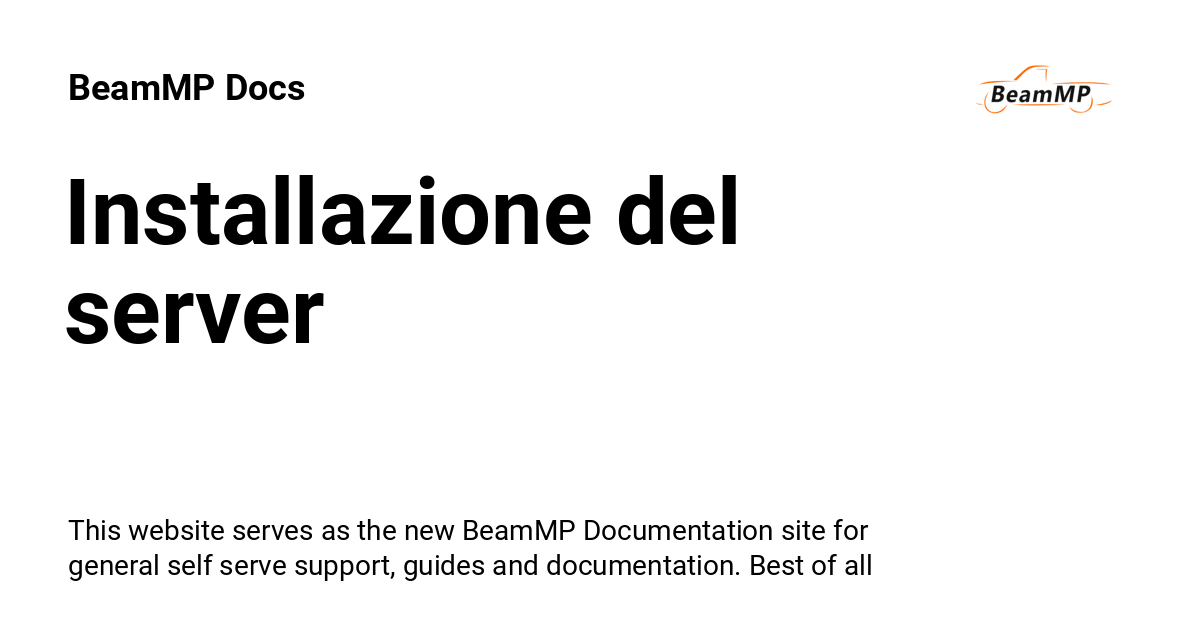 BeamMP Docs
BeamMP
Installazione del
server
This website serves as the new BeamMP Documentation site for
general self serve support, guides and documentation. Best of all